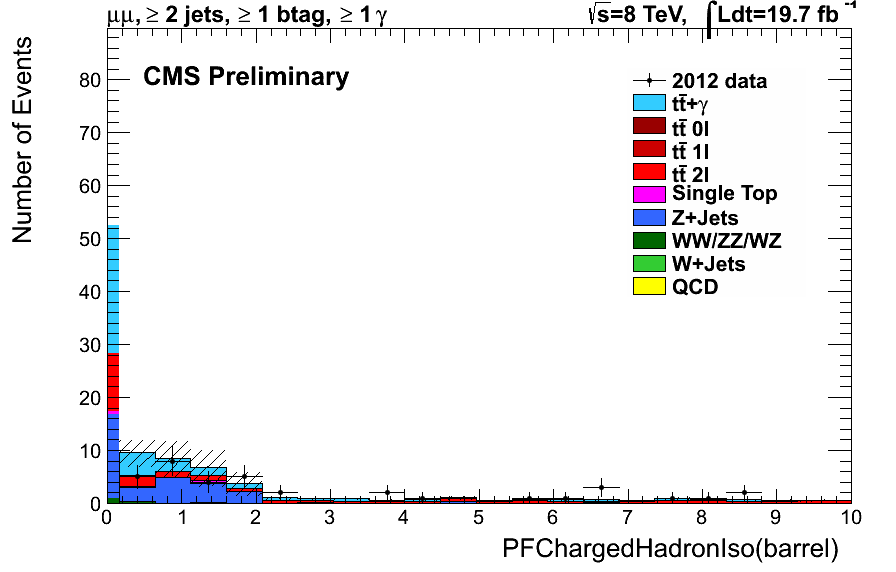 μμ, ≥ 2 jets, ≥ 1 btag, ≥ 1 γ
√s=8 TeV, ∫Ldt=19.7 fb⁻¹
CMS Preliminary
2012 data
tt̄+γ
tt̄ 0l
tt̄ 1l
tt̄ 2l
Single Top
Z+Jets
WW/ZZ/WZ
W+Jets
QCD
Number of Events
80
70
60
50
40
30
20
10
0
0 1 2 3 4 5 6 7 8 9 10
PFChargedHadronIso(barrel)